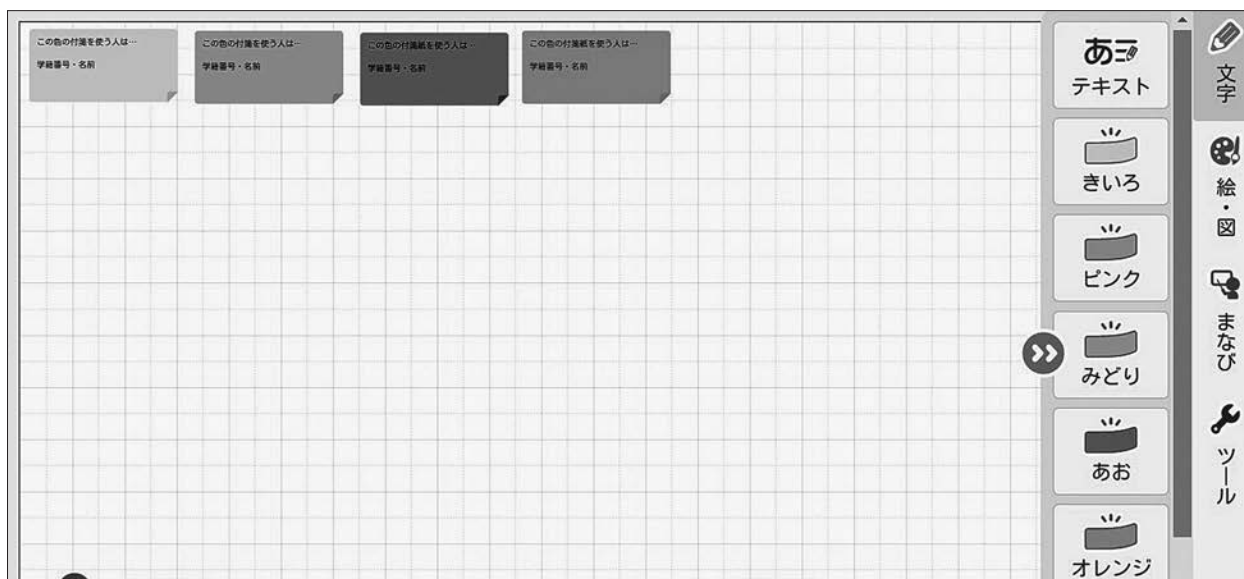 この色の付箋を使う人は…
学籍番号・名前
この色の付箋を使う人は…
学籍番号・名前
この色の付箋紙を使う人は…
学籍番号・名前
この色の付箋紙を使う人は…
学籍番号・名前
あ
テキスト
きいろ
ピンク
みどり
あお
オレンジ
文字
絵・図
まなび
ツール